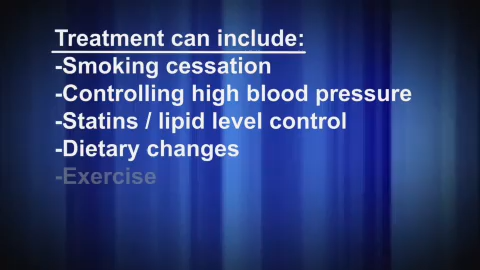 Treatment can include:
-Smoking cessation
-Controlling high blood pressure
-Statins / lipid level control
-Dietary changes
-Exercise